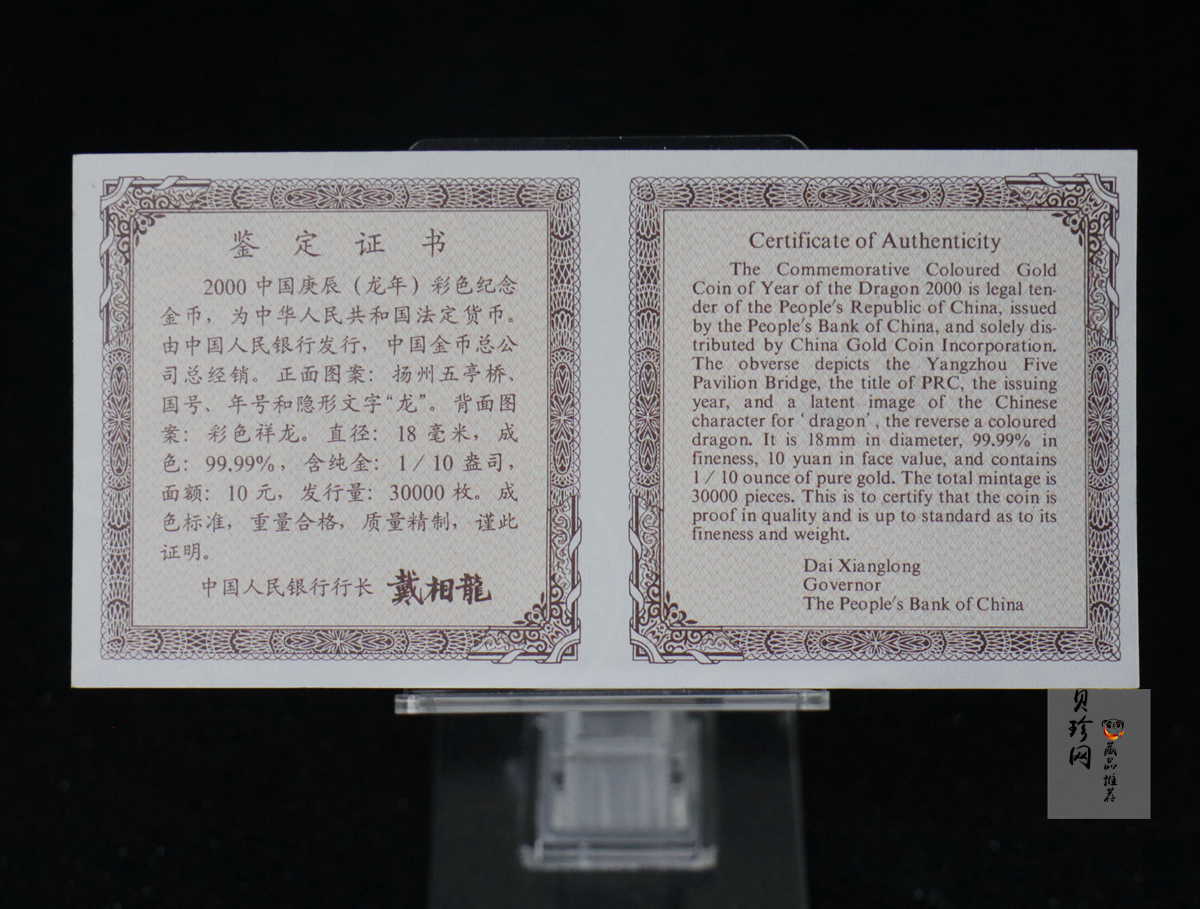 鉴定证书
2000 中国庚辰（龙年）彩色纪念
金币，为中华人民共和国法定货币。
由中国人民银行发行，中国金币总公
司总经销。正面图案：扬州五亭桥、
国号、年号和隐形文字“龙”。背面图
案：彩色祥龙。直径：18 毫米，成
色：99.99%，含纯金：1／10 盎司，
面额：10 元，发行量：30000 枚。成
色标准，重量合格，质量精制，谨此
证明。
中国人民银行行长 戴相龍
Certificate of Authenticity
The Commemorative Coloured Gold
Coin of Year of the Dragon 2000 is legal ten-
der of the People's Republic of China, issued
by the People's Bank of China, and solely dis-
tributed by China Gold Coin Incorporation.
The obverse depicts the Yangzhou Five
Pavilion Bridge, the title of PRC, the issuing
year, and a latent image of the Chinese
character for ‘dragon’, the reverse a coloured
dragon. It is 18mm in diameter, 99.99% in
fineness, 10 yuan in face value, and contains
1／10 ounce of pure gold. The total mintage is
30000 pieces. This is to certify that the coin is
proof in quality and is up to standard as to its
fineness and weight.
Dai Xianglong
Governor
The People's Bank of China
贝珍网
藏品推荐